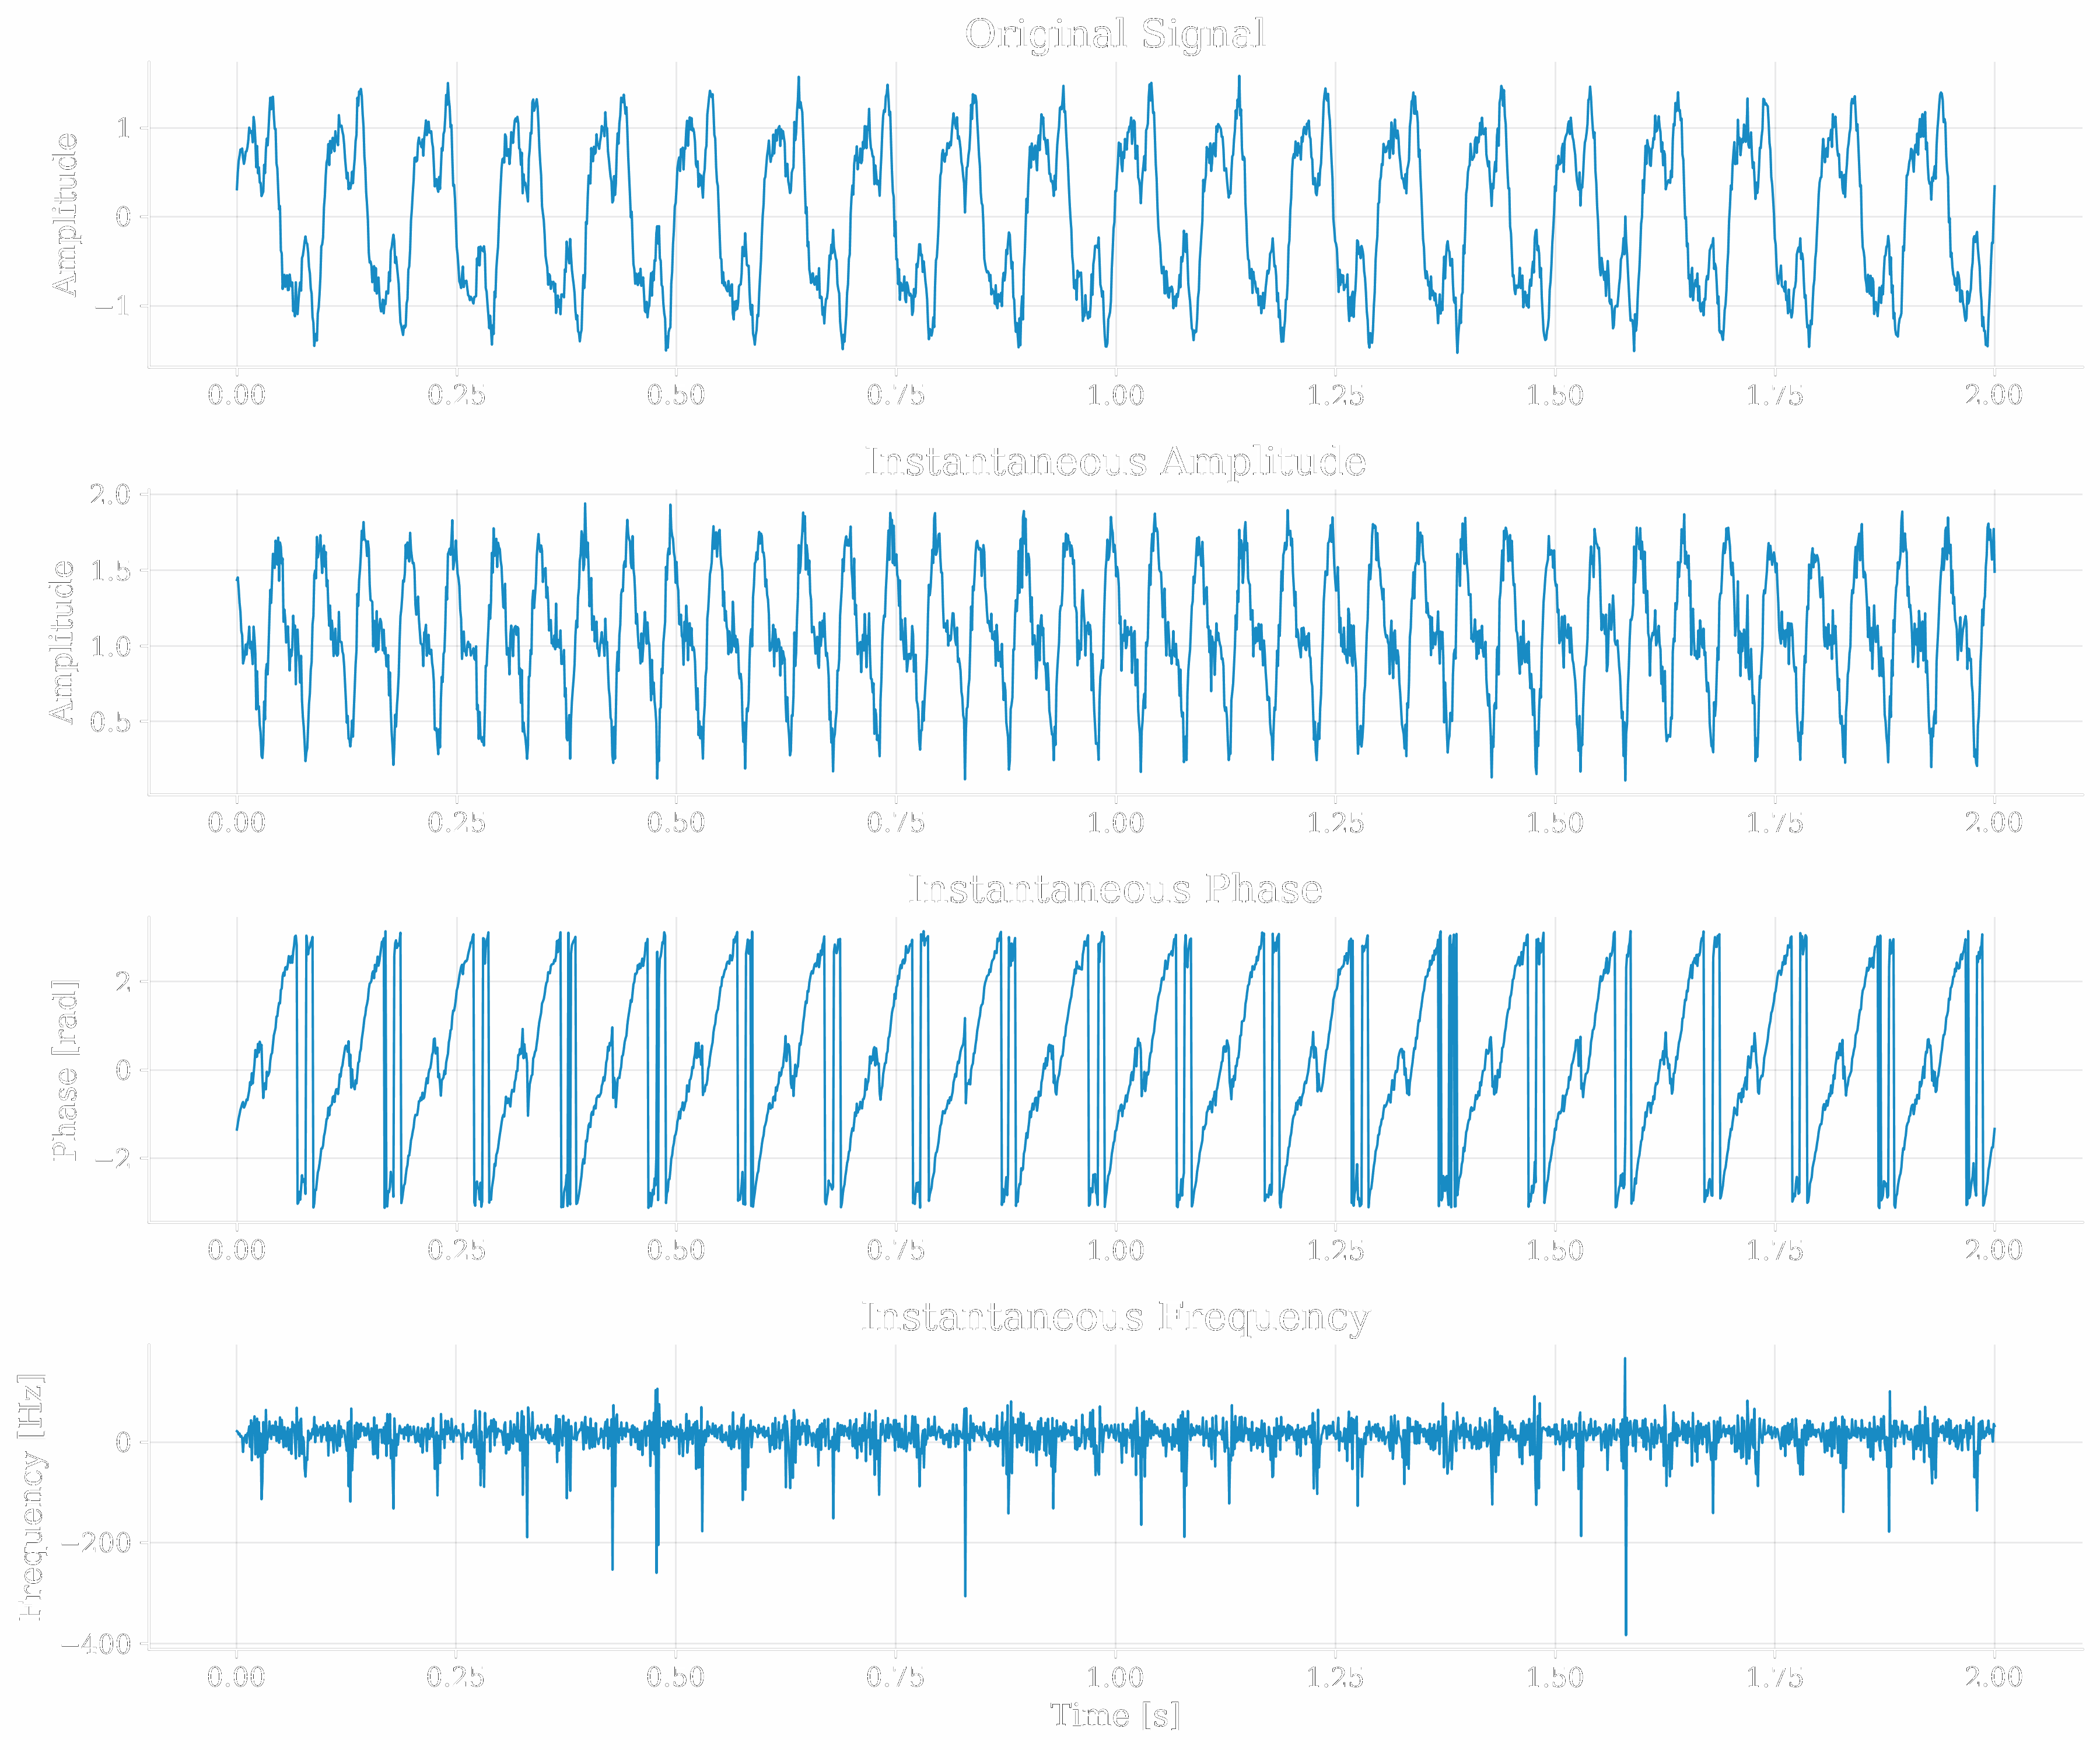 Original Signal
Amplitude
1
0
−1
0.00 0.25 0.50 0.75 1.00 1.25 1.50 1.75 2.00
Instantaneous Amplitude
Amplitude
2.0
1.5
1.0
0.5
0.00 0.25 0.50 0.75 1.00 1.25 1.50 1.75 2.00
Instantaneous Phase
Phase [rad]
2
0
−2
0.00 0.25 0.50 0.75 1.00 1.25 1.50 1.75 2.00
Instantaneous Frequency
Frequency [Hz]
0
−200
−400
0.00 0.25 0.50 0.75 1.00 1.25 1.50 1.75 2.00
Time [s]